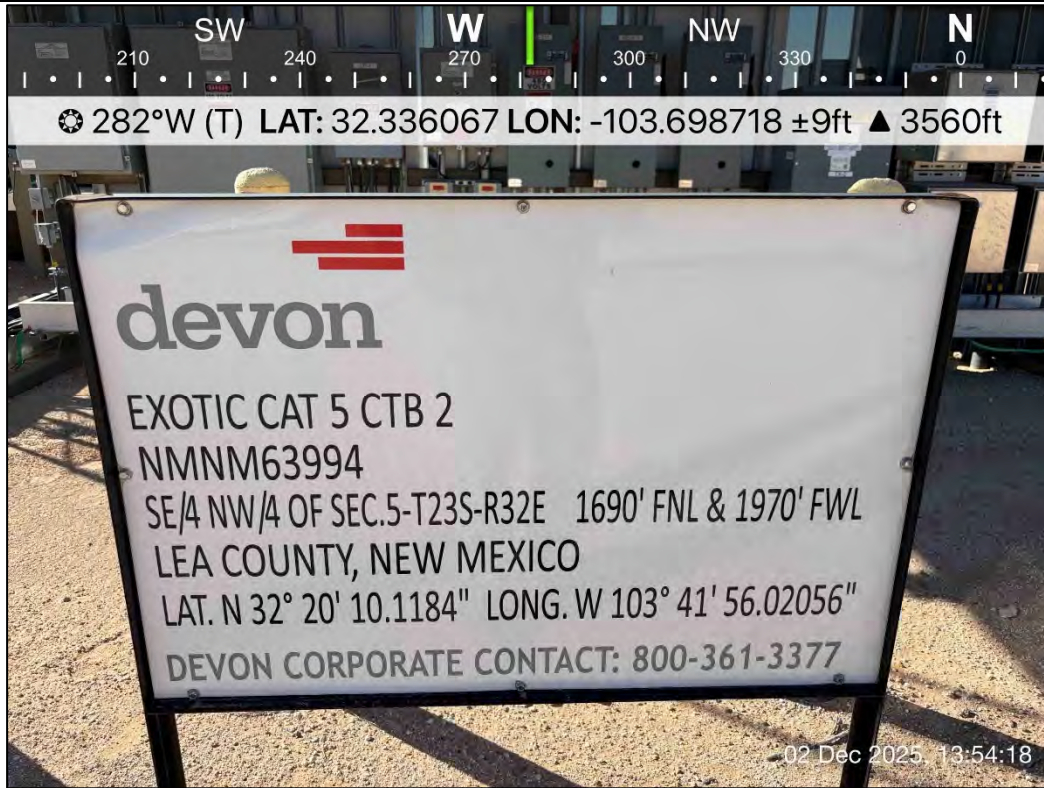 SW W NW N
210 240 270 300 330 0
282°W (T) LAT: 32.336067 LON: -103.698718 ±9ft ▲ 3560ft
devon
EXOTIC CAT 5 CTB 2
NMNM63994
SE/4 NW/4 OF SEC.5-T23S-R32E 1690' FNL & 1970' FWL
LEA COUNTY, NEW MEXICO
LAT. N 32° 20' 10.1184" LONG. W 103° 41' 56.02056"
DEVON CORPORATE CONTACT: 800-361-3377
02 Dec 2025, 13:54:18